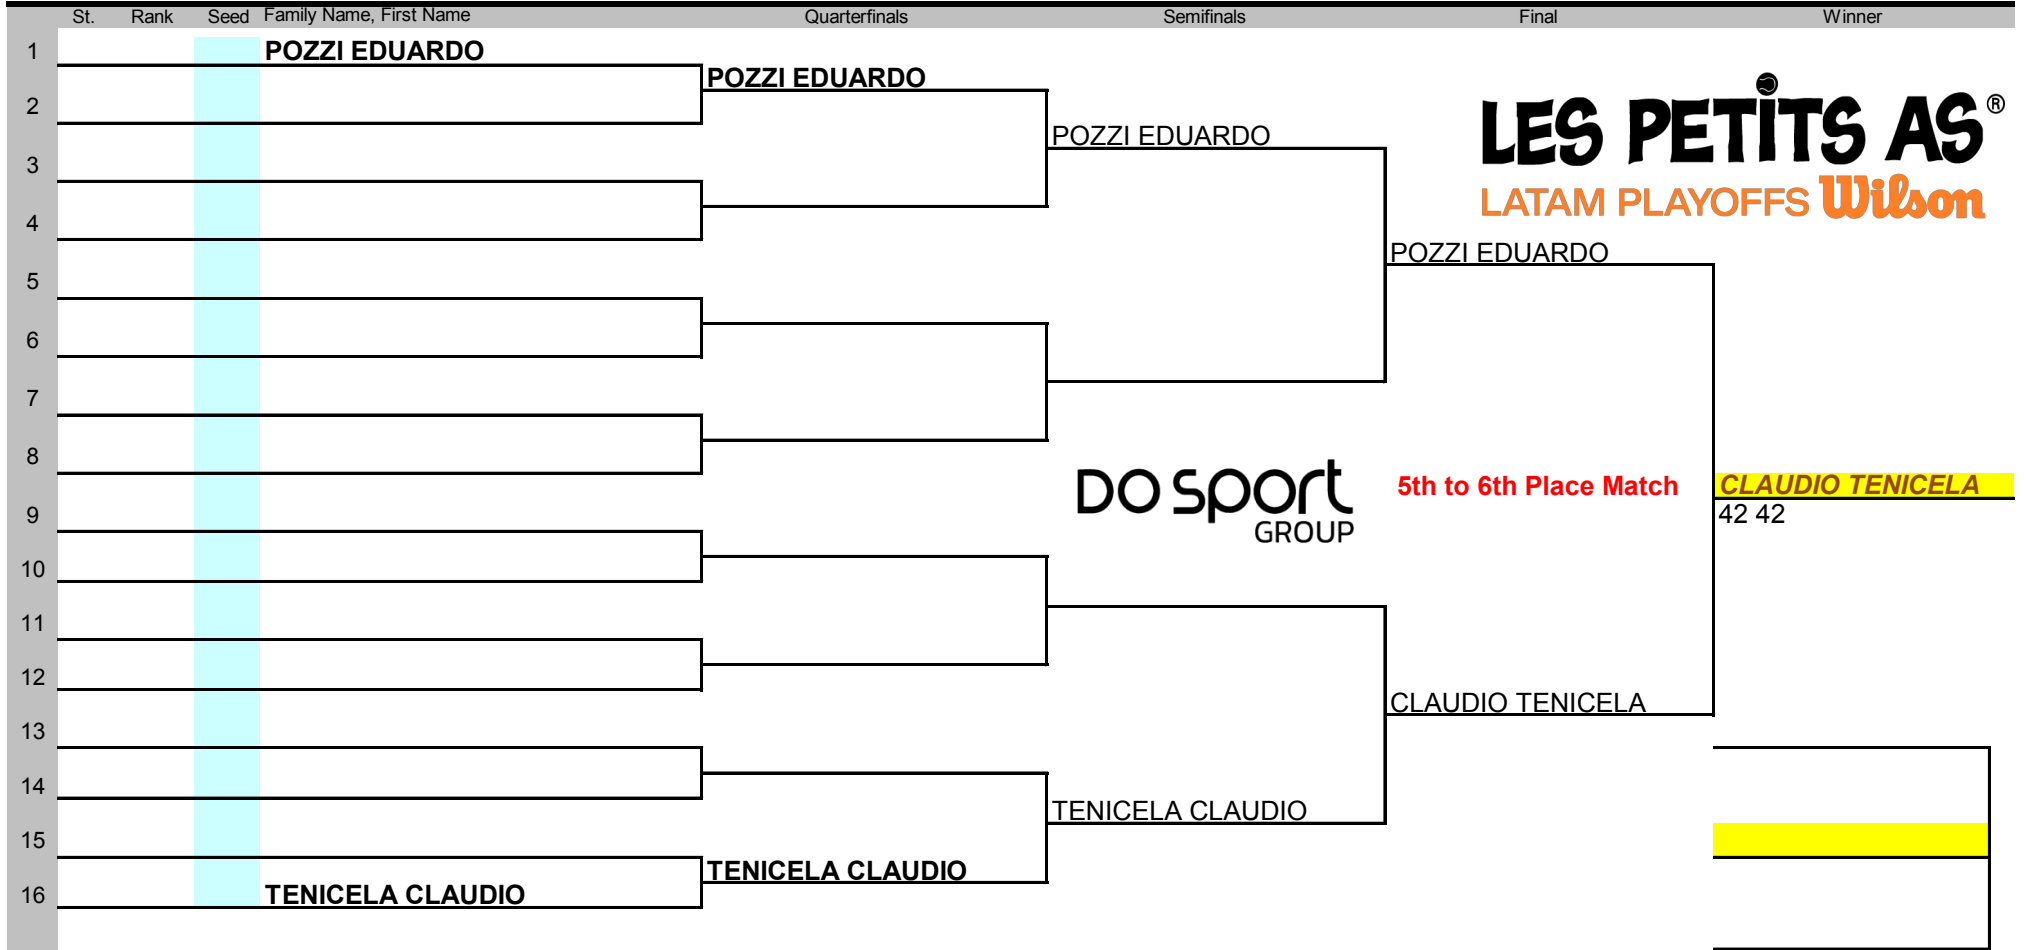 St. Rank Seed Family Name, First Name Quarterfinals Semifinals Final Winner
1 POZZI EDUARDO
POZZI EDUARDO
2
POZZI EDUARDO
3
4
POZZI EDUARDO
5
6
7
8
9
10
11
12
13
14
15
16 TENICELA CLAUDIO
TENICELA CLAUDIO
TENICELA CLAUDIO
CLAUDIO TENICELA
5th to 6th Place Match
CLAUDIO TENICELA
42 42
LES PETITS AS®
LATAM PLAYOFFS Wilson
DO SPORT
GROUP